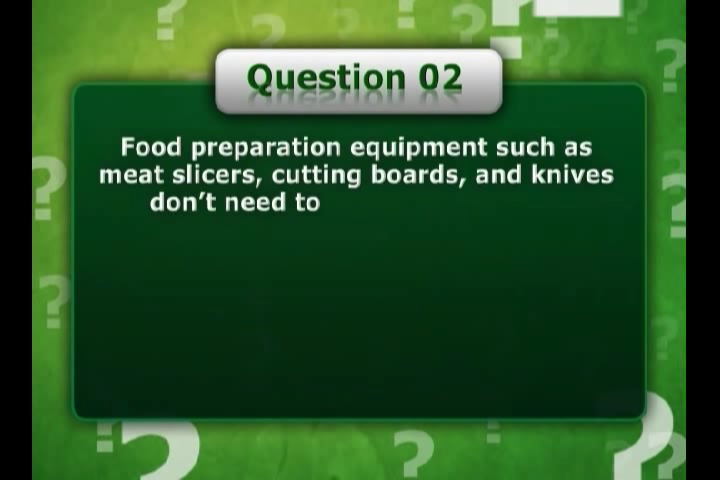 Question 02
Food preparation equipment such as
meat slicers, cutting boards, and knives
don’t need to